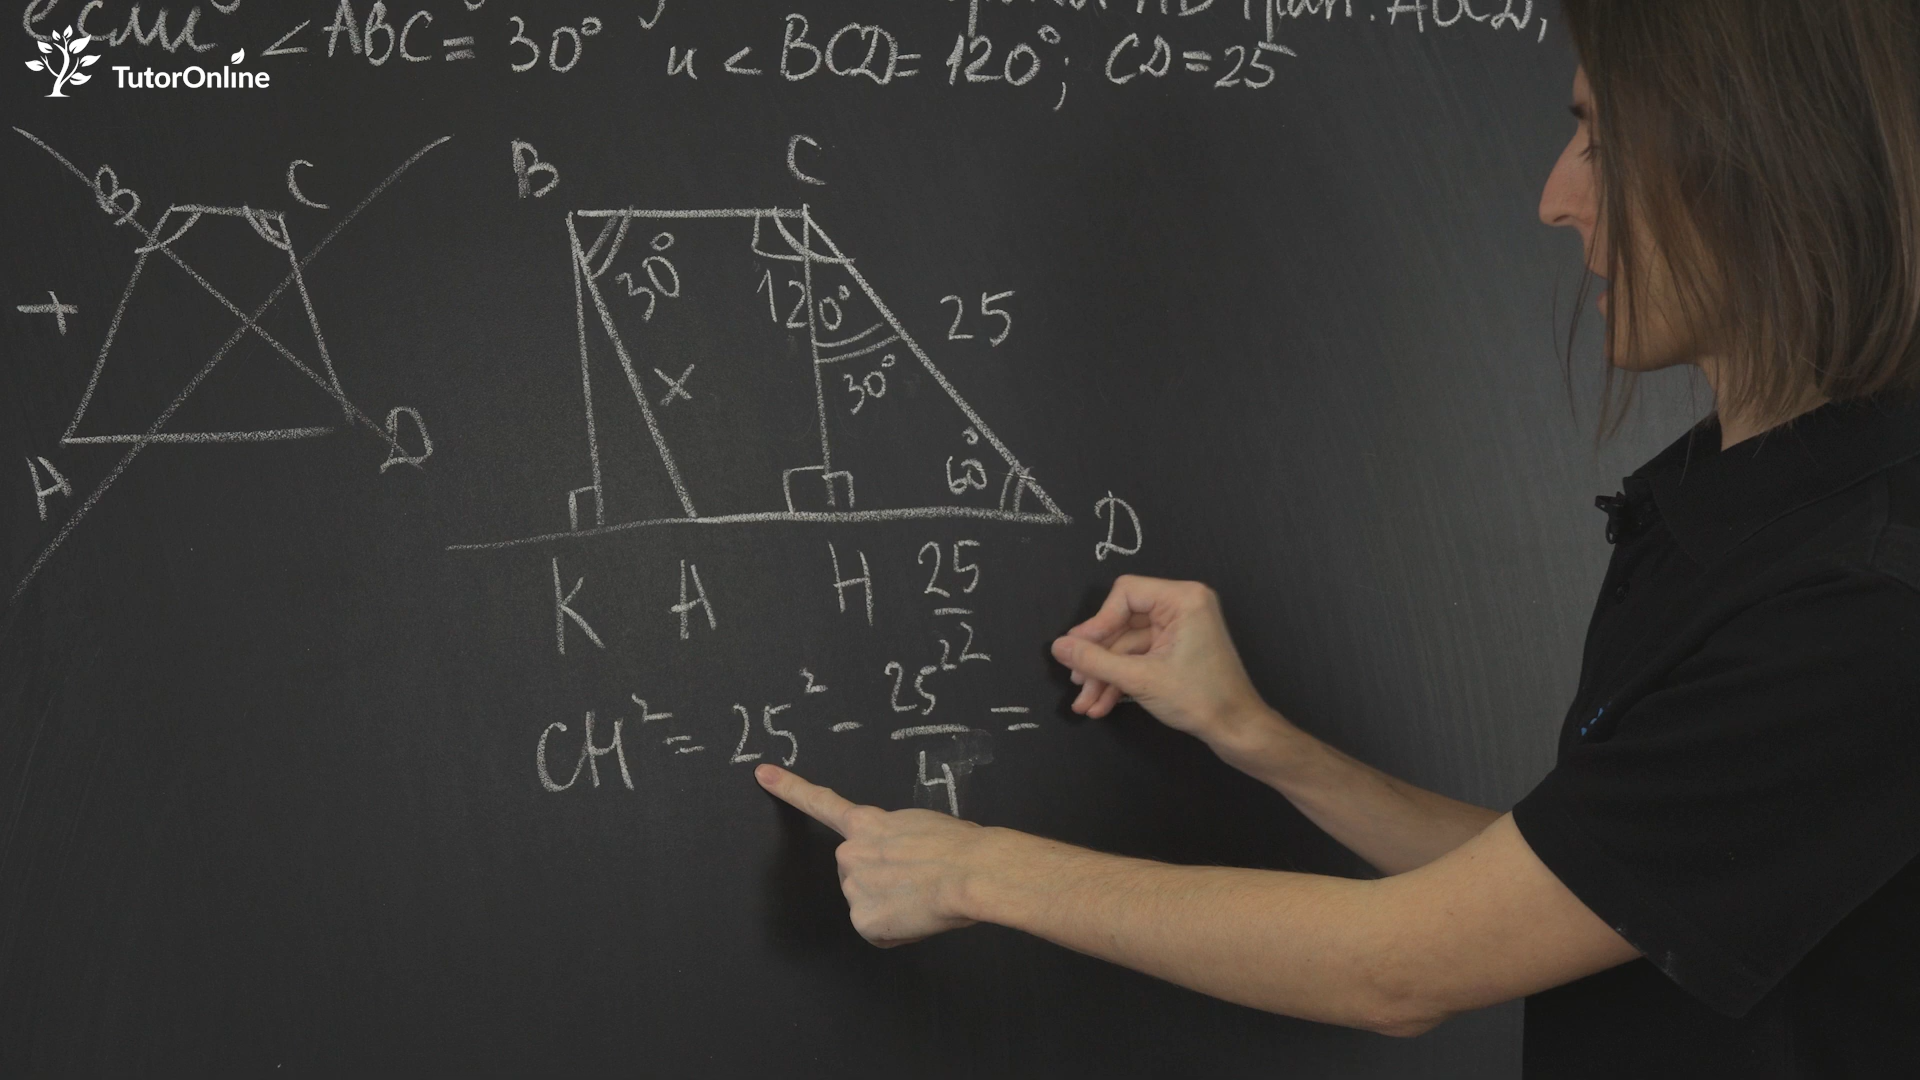 если ∠ABC = 30° и ∠BCD = 120°; CD = 25
TutorOnline
B C
B C
30° 120° 25
x
x 30°
60°
A D
D
K A H 25
2
CH² = 25² - 25²/4 =